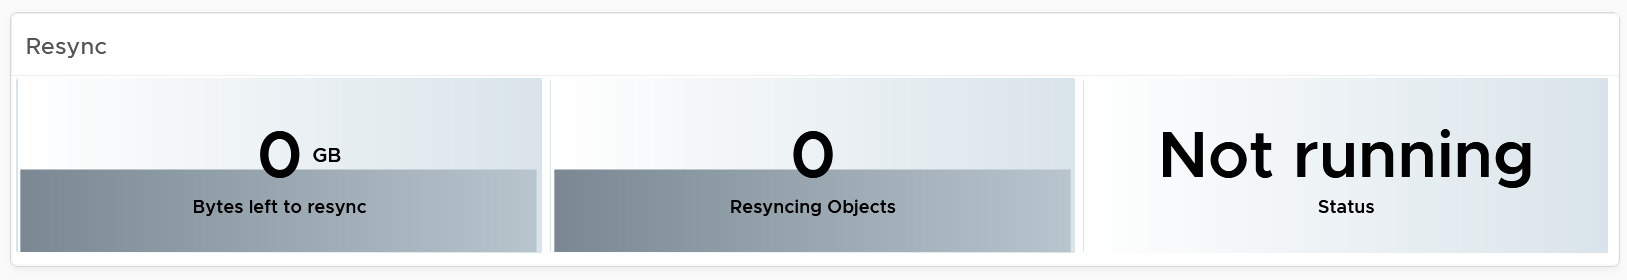 Resync
0 GB
Bytes left to resync
0
Resyncing Objects
Not running
Status